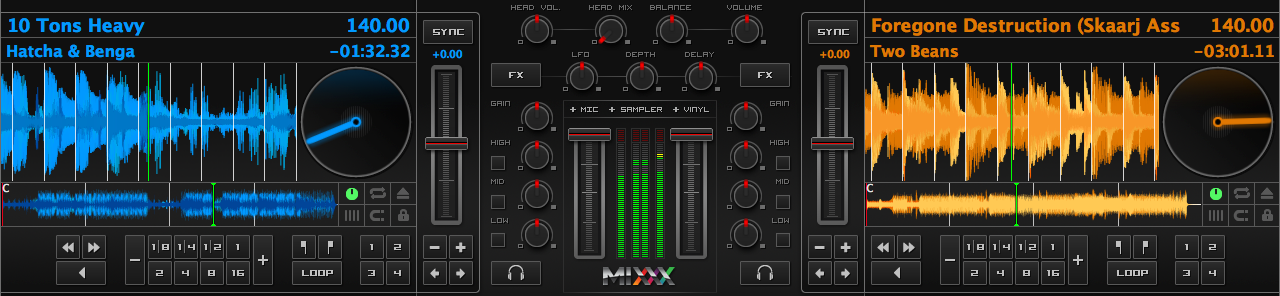 10 Tons Heavy 140.00
Hatcha & Benga -01:32.32
C
1|8 1|4 1|2 1
2 4 8 16
LOOP
1 2
3 4
SYNC
+0.00
HEAD VOL. HEAD MIX BALANCE VOLUME
LFO DEPTH DELAY
FX FX
+ MIC + SAMPLER + VINYL
GAIN GAIN
HIGH HIGH
MID MID
LOW LOW
MIXXX
SYNC
+0.00
Foregone Destruction (Skaarj Ass 140.00
Two Beans -03:01.11
C
1|8 1|4 1|2 1
2 4 8 16
LOOP
1 2
3 4